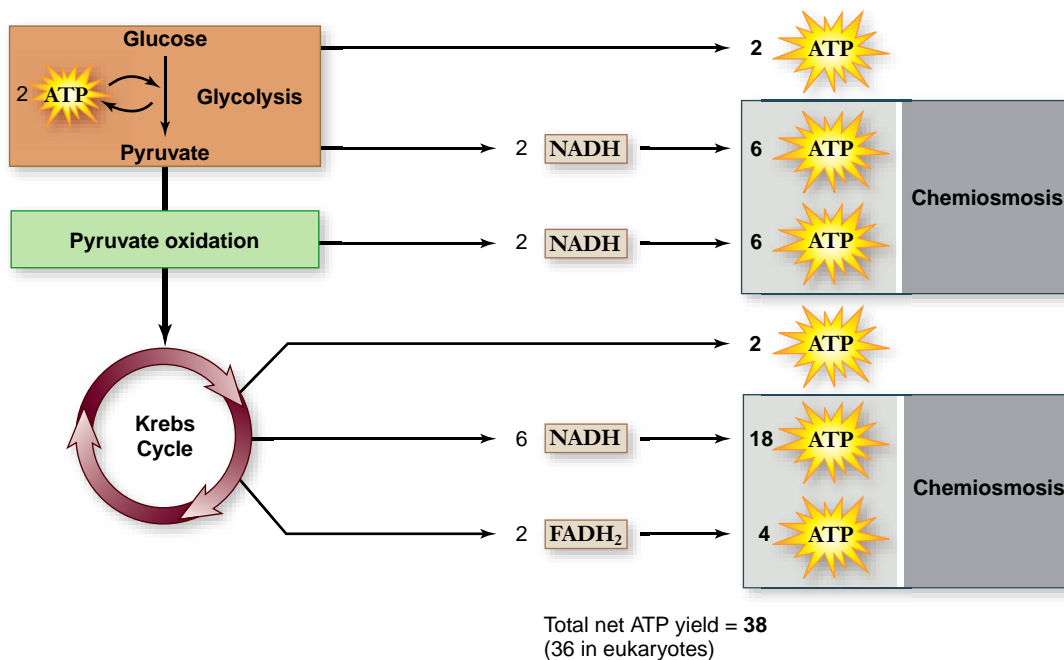 Glucose
2 ATP
Glycolysis
Pyruvate
2 ATP
2 NADH
6 ATP
Chemiosmosis
Pyruvate oxidation
2 NADH
6 ATP
2 ATP
Krebs
Cycle
6 NADH
18 ATP
Chemiosmosis
2 FADH₂
4 ATP
Total net ATP yield = 38
(36 in eukaryotes)